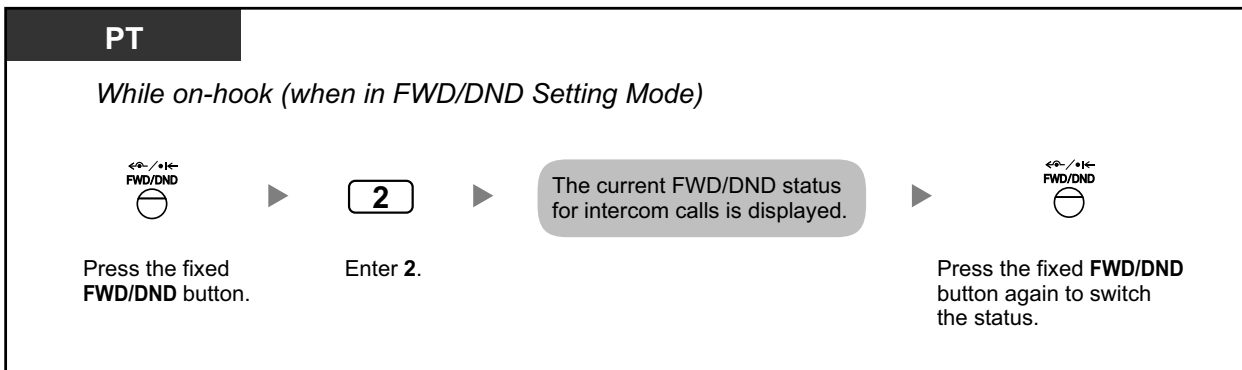 PT
While on-hook (when in FWD/DND Setting Mode)
FWD/DND
2
The current FWD/DND status
for intercom calls is displayed.
FWD/DND
Press the fixed
FWD/DND button.
Enter 2.
Press the fixed FWD/DND
button again to switch
the status.